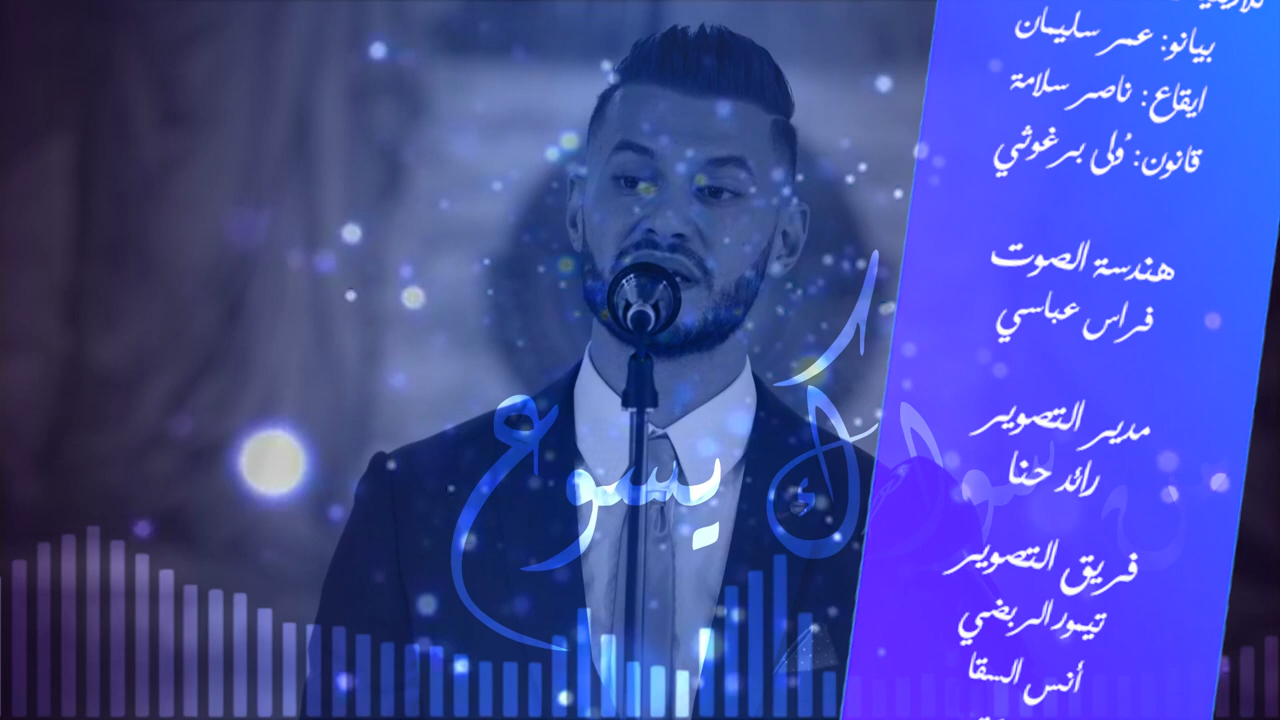 بيانو: عمر سليمان
ايقاع: ناصر سلامة
قانون: وُلى برغوثي
هندسة الصوت
فراس عباسي
مدير التصوير
رائد حنا
فريق التصوير
تيمور الربضي
أنس السقا
سواك يسوع